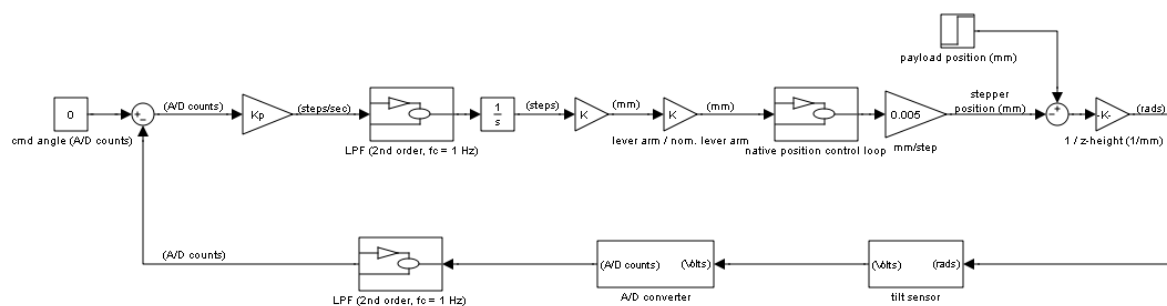 payload position (mm)
0
cmd angle (A/D counts)
(A/D counts)
Kp
(steps/sec)
LPF (2nd order, fc = 1 Hz)
1
s
(steps)
K
(mm)
K
lever arm / nom. lever arm
(mm)
native position control loop
0.005
mm/step
stepper
position (mm)
-K-
(rads)
1 / z-height (1/mm)
(A/D counts)
LPF (2nd order, fc = 1 Hz)
(A/D counts)
(Volts)
A/D converter
(Volts)
(rads)
tilt sensor